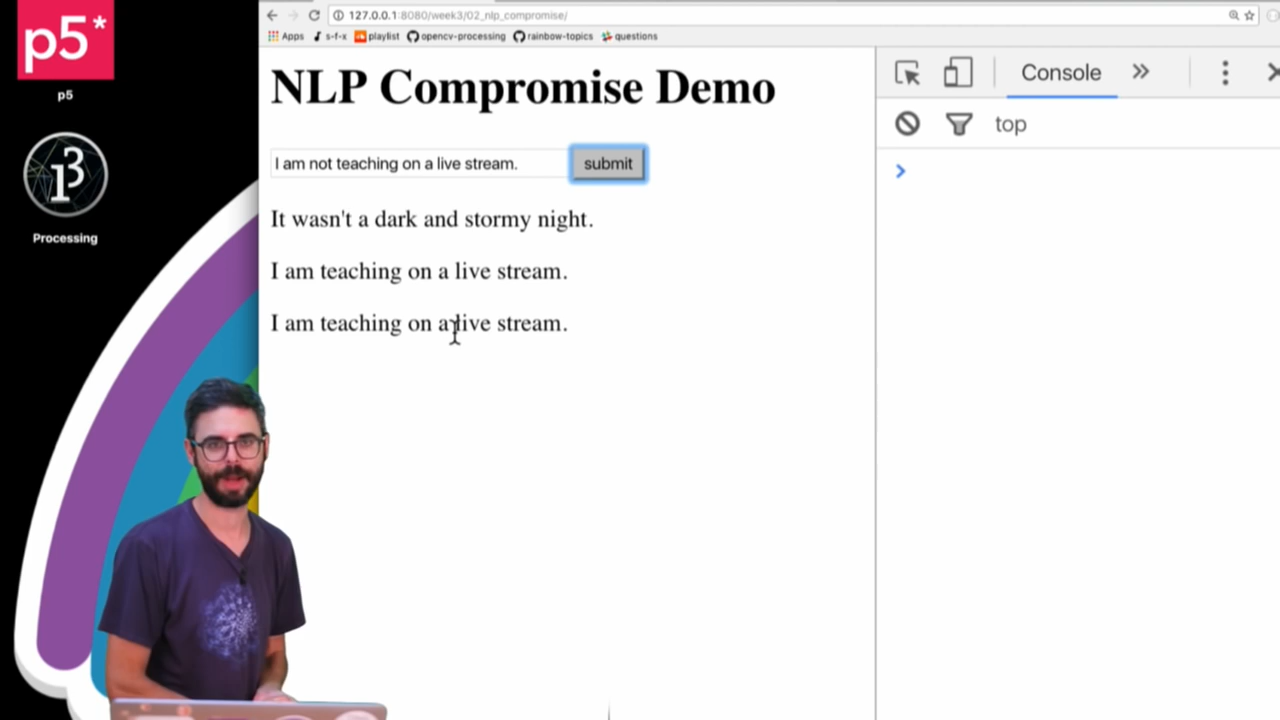 p5*
p5
Processing
127.0.0.1:8080/week3/02_nlp_compromise/
Apps s-f-x playlist opencv-processing rainbow-topics questions
NLP Compromise Demo
I am not teaching on a live stream. submit
It wasn't a dark and stormy night.
I am teaching on a live stream.
I am teaching on a live stream.
Console
top